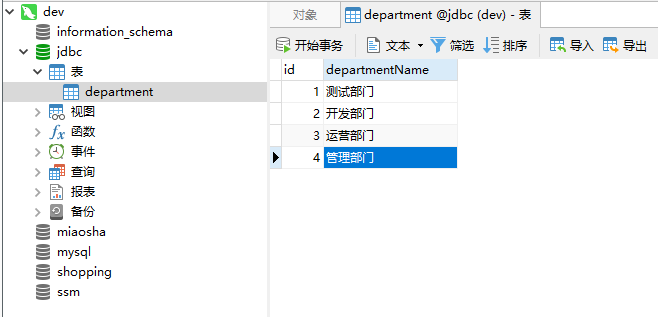 dev
information_schema
jdbc
表
department
视图
函数
事件
查询
报表
备份
miaosha
mysql
shopping
ssm
对象
department @jdbc (dev) - 表
开始事务 文本 筛选 排序 导入 导出
id departmentName
1 测试部门
2 开发部门
3 运营部门
4 管理部门